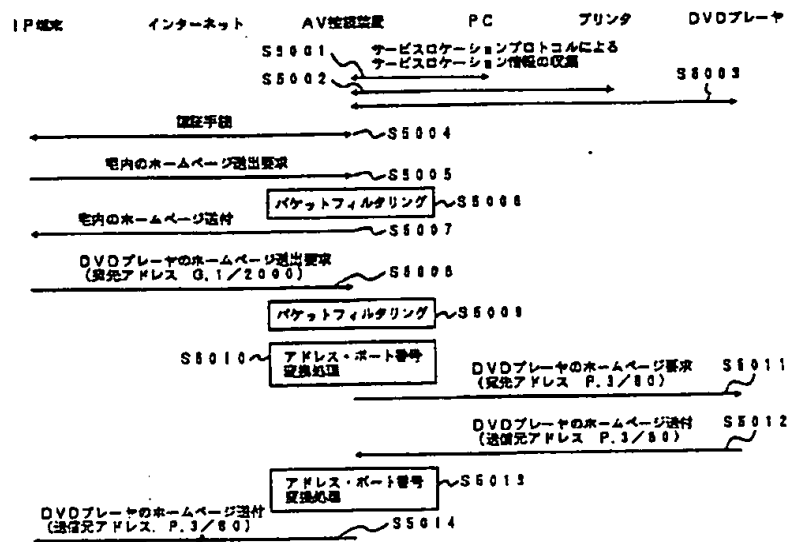 IP端末 インターネット AV接続装置 PC プリンタ DVDプレーヤ
S5001 サービスロケーションプロトコルによる
サービスロケーション情報の収集
S5002
S5003
認証手続
S5004
宅内のホームページ送出要求
S5005
パケットフィルタリング S5006
宅内のホームページ送付
S5007
DVDプレーヤのホームページ送出要求
(宛先アドレス G.1/2000)
S5008
パケットフィルタリング S5009
S5010 アドレス・ポート番号
変換処理
DVDプレーヤのホームページ要求 S5011
(宛先アドレス P.3/80)
DVDプレーヤのホームページ送付 S5012
(送信元アドレス P.3/80)
アドレス・ポート番号 S5013
変換処理
DVDプレーヤのホームページ送付
(送信元アドレス P.3/80) S5014